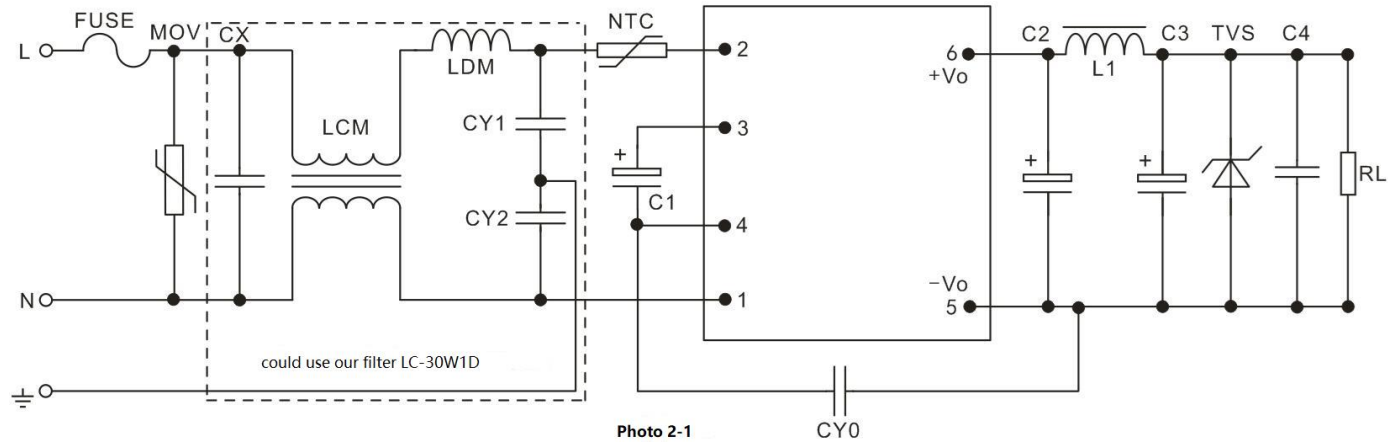 FUSE
MOV
CX
LCM
LDM
CY1
CY2
NTC
L
N
2
3
4
1
+
C1
6
+Vo
−Vo
5
C2
L1
C3
TVS
C4
+
+
RL
could use our filter LC-30W1D
CY0
Photo 2-1